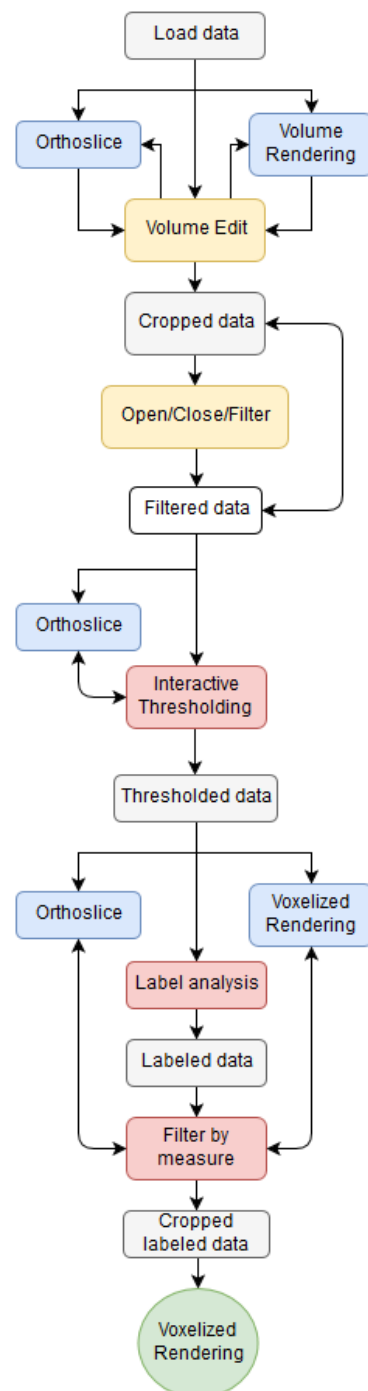 Load data
Orthoslice
Volume
Rendering
Volume Edit
Cropped data
Open/Close/Filter
Filtered data
Orthoslice
Interactive
Thresholding
Thresholded data
Orthoslice
Voxelized
Rendering
Label analysis
Labeled data
Filter by
measure
Cropped
labeled data
Voxelized
Rendering